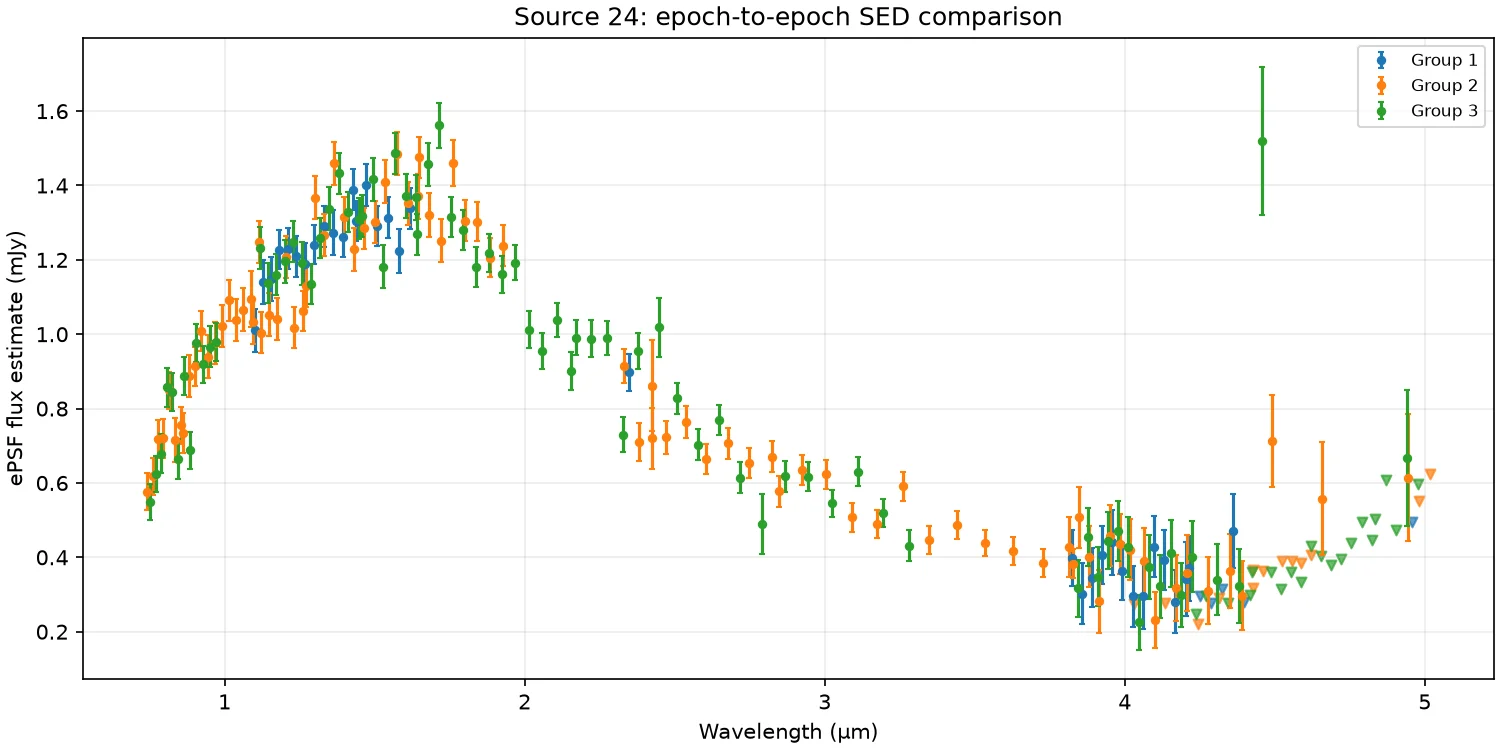 Source 24: epoch-to-epoch SED comparison
Group 1
Group 2
Group 3
ePSF flux estimate (mJy)
1.6
1.4
1.2
1.0
0.8
0.6
0.4
0.2
1 2 3 4 5
Wavelength (μm)